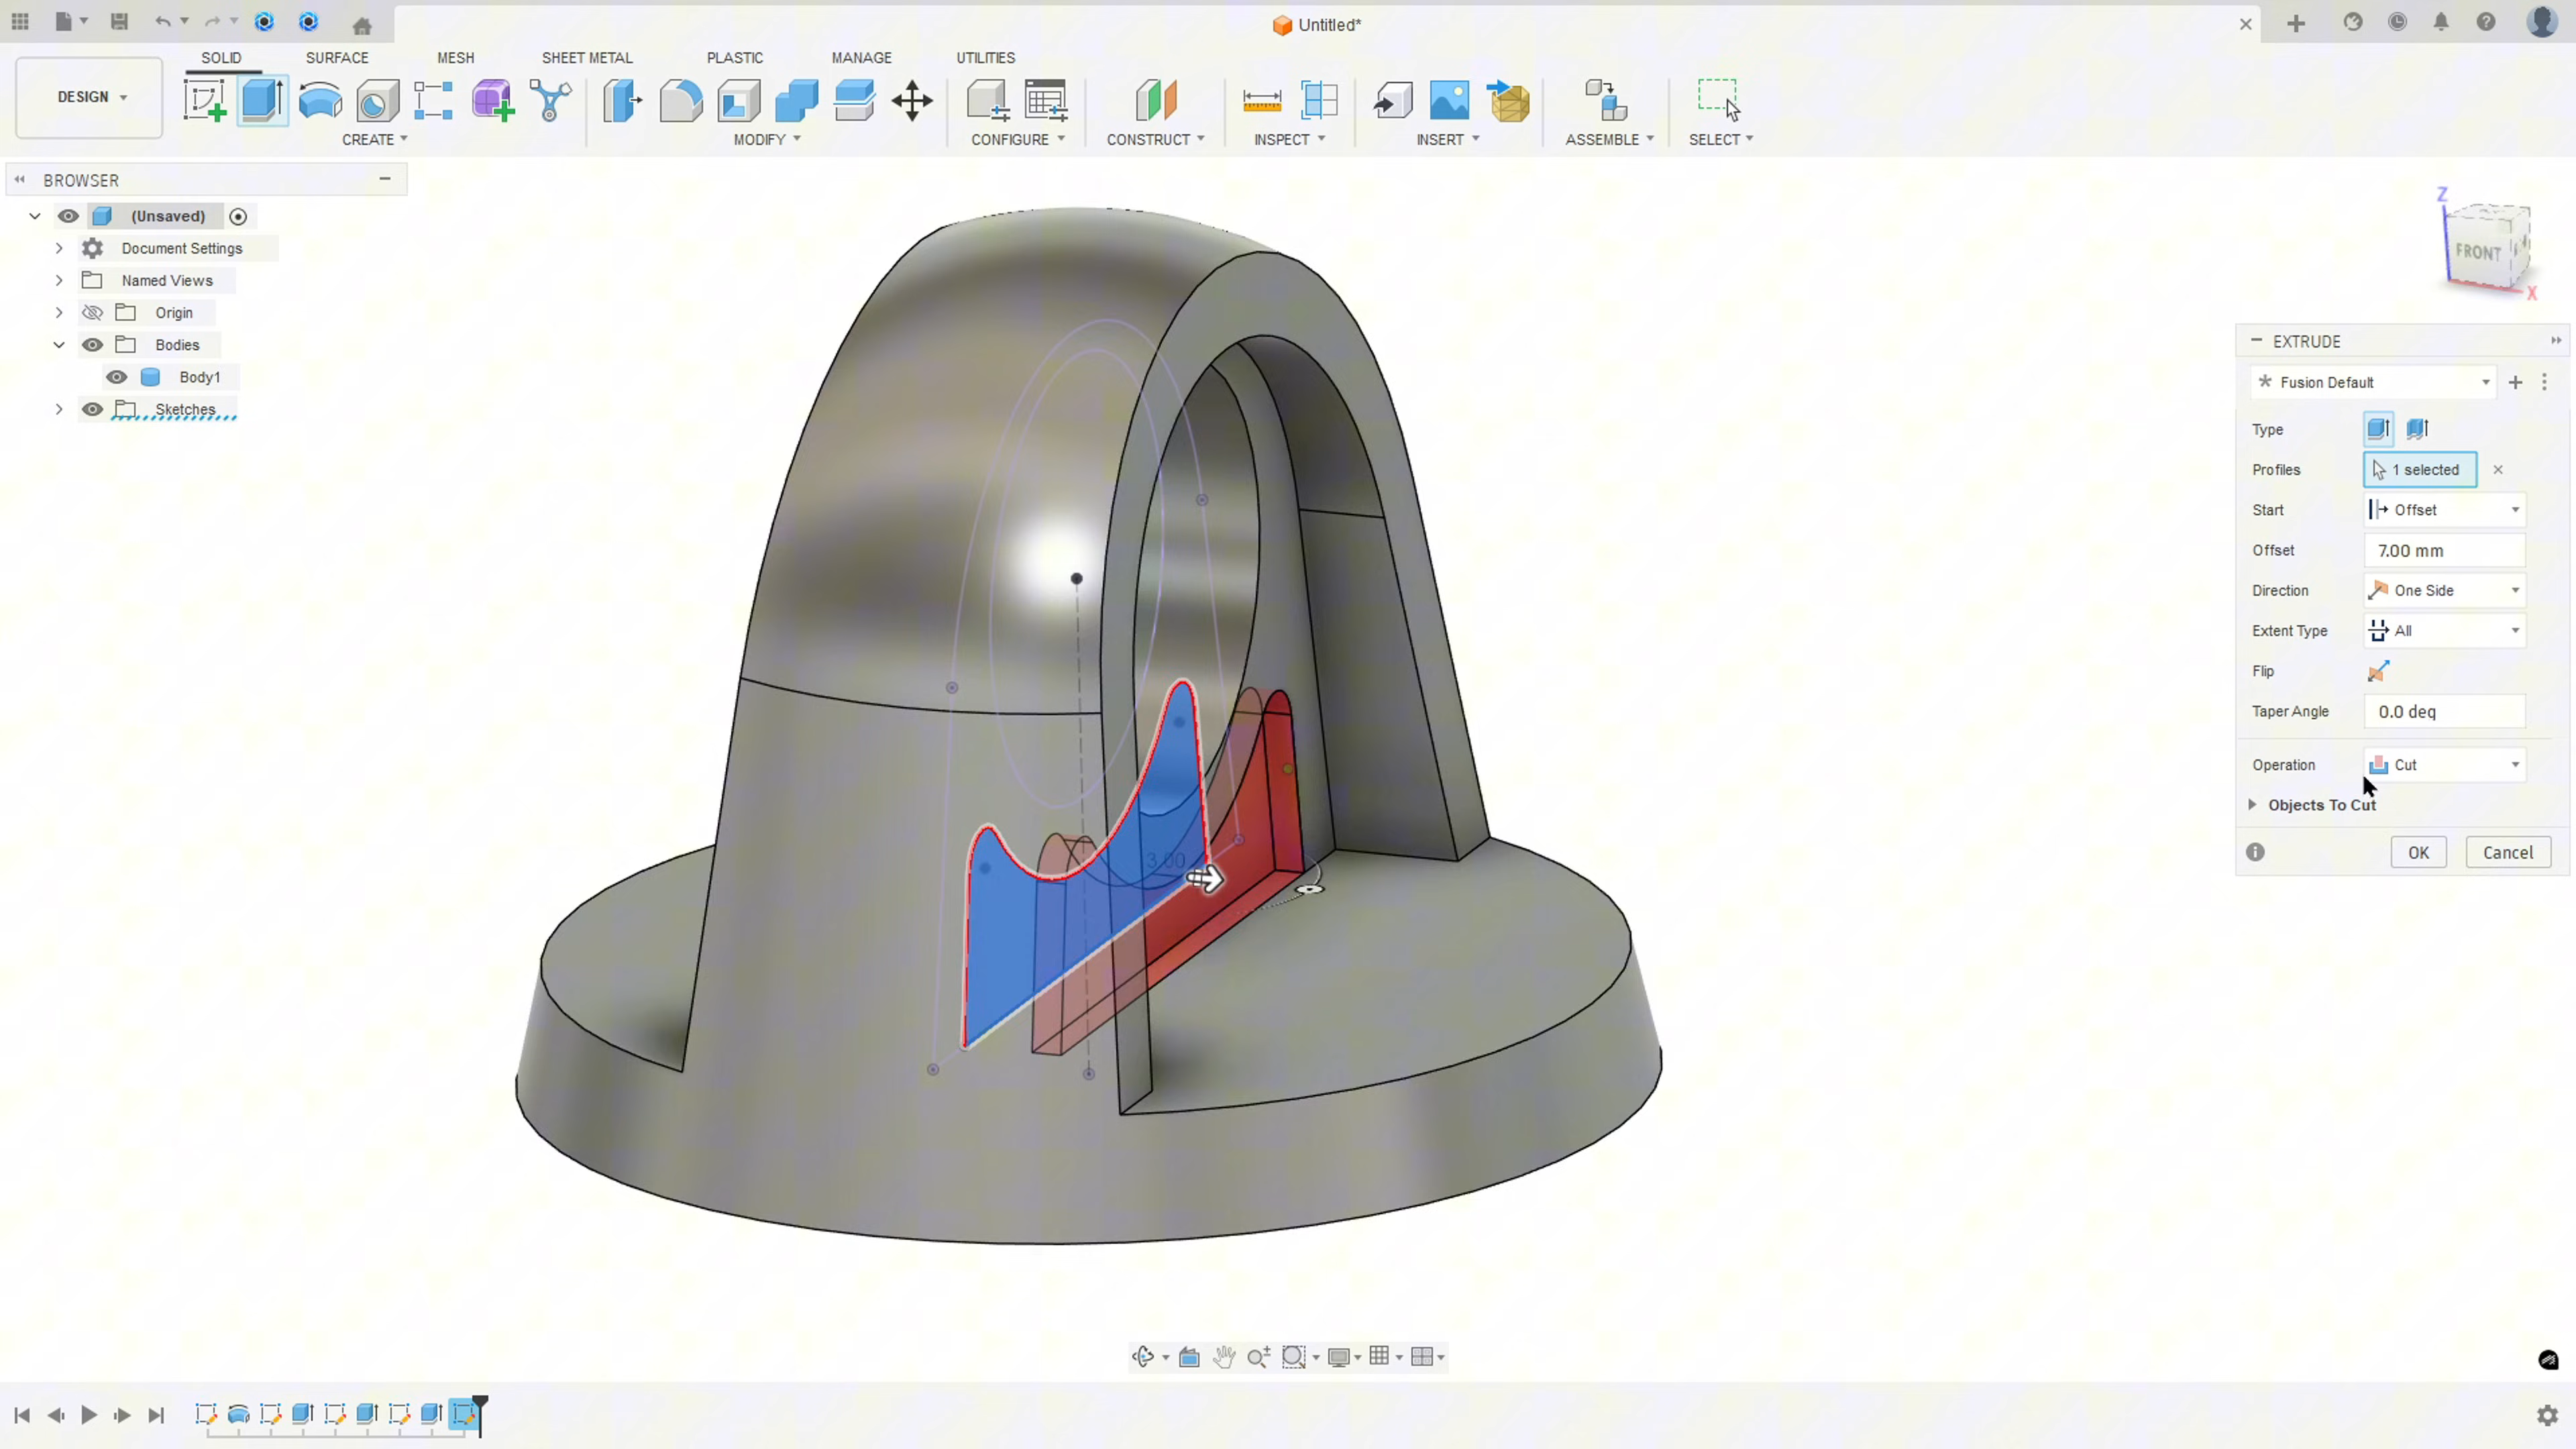 Untitled*
SOLID SURFACE MESH SHEET METAL PLASTIC MANAGE UTILITIES
DESIGN
CREATE MODIFY CONFIGURE CONSTRUCT INSPECT INSERT ASSEMBLE SELECT
BROWSER
(Unsaved)
Document Settings
Named Views
Origin
Bodies
Body1
Sketches
Z
FRONT
X
EXTRUDE
Fusion Default
Type
Profiles 1 selected
Start Offset
Offset 7.00 mm
Direction One Side
Extent Type All
Flip
Taper Angle 0.0 deg
Operation Cut
Objects To Cut
OK Cancel
3.00